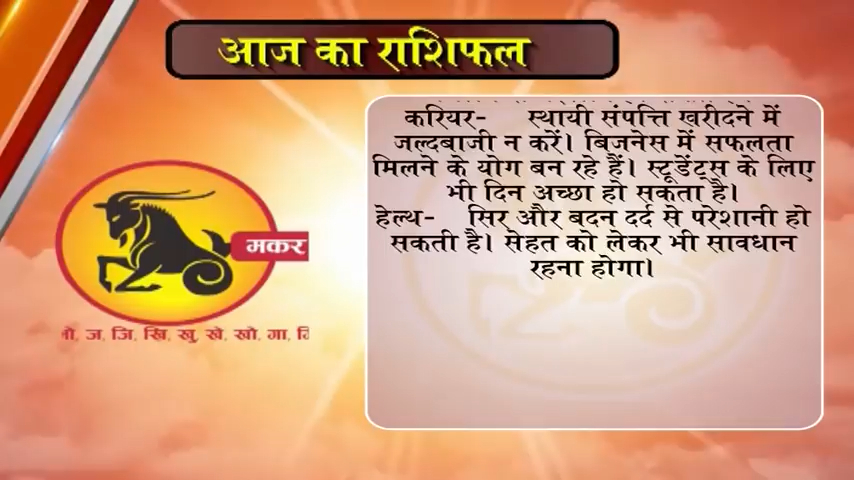 आज का राशिफल
करियर- स्थायी संपत्ति खरीदने में
जल्दबाजी न करें। बिजनेस में सफलता
मिलने के योग बन रहे हैं। स्टूडेंट्स के लिए
भी दिन अच्छा हो सकता है।
हेल्थ- सिर और बदन दर्द से परेशानी हो
सकती है। सेहत को लेकर भी सावधान
रहना होगा।
मकर
ज, जि, खि, खु, खे, खो, गा,